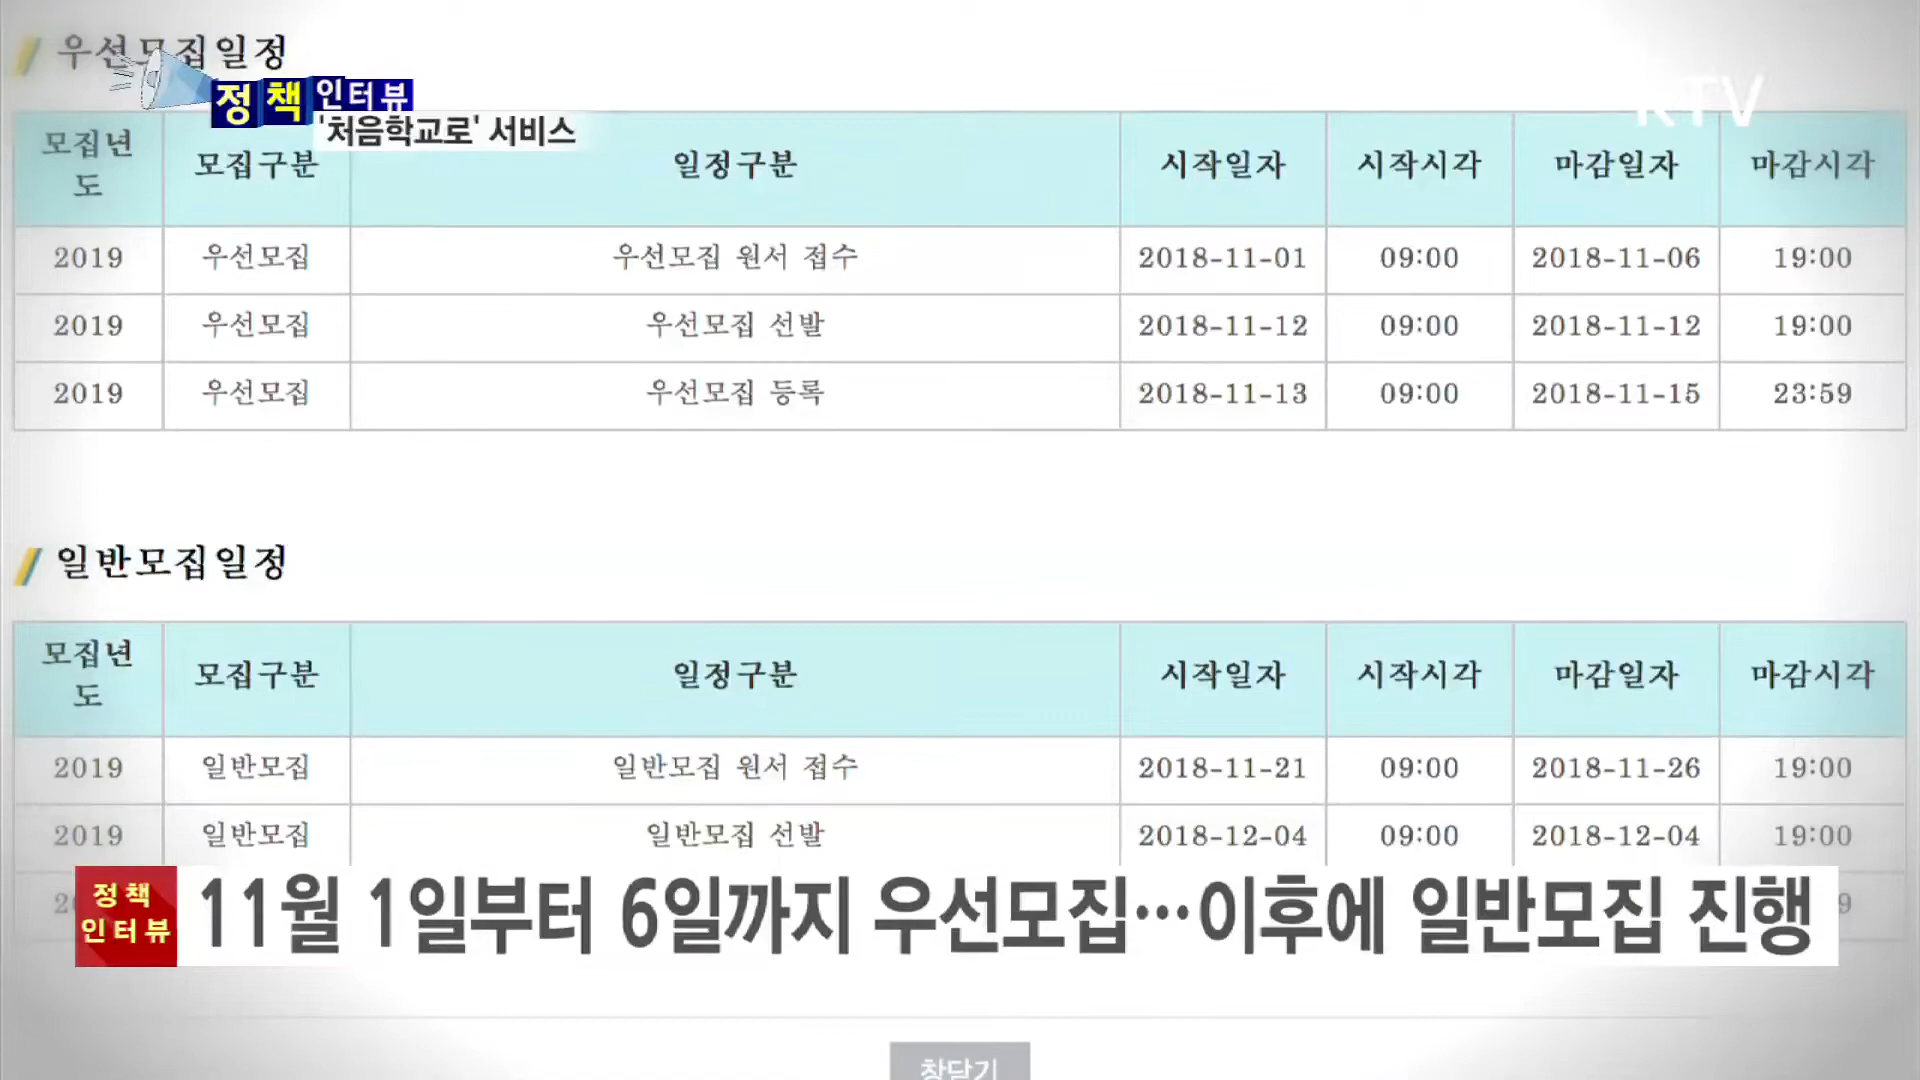 우선모집일정
정책 인터뷰
'처음학교로' 서비스
KTV
모집년도 모집구분 일정구분 시작일자 시작시각 마감일자 마감시각
2019 우선모집 우선모집 원서 접수 2018-11-01 09:00 2018-11-06 19:00
2019 우선모집 우선모집 선발 2018-11-12 09:00 2018-11-12 19:00
2019 우선모집 우선모집 등록 2018-11-13 09:00 2018-11-15 23:59
일반모집일정
모집년도 모집구분 일정구분 시작일자 시작시각 마감일자 마감시각
2019 일반모집 일반모집 원서 접수 2018-11-21 09:00 2018-11-26 19:00
2019 일반모집 일반모집 선발 2018-12-04 09:00 2018-12-04 19:00
정책
인터뷰
11월 1일부터 6일까지 우선모집…이후에 일반모집 진행
창닫기